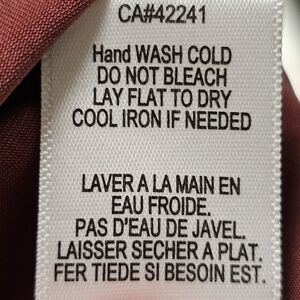 CA#42241
Hand WASH COLD
DO NOT BLEACH
LAY FLAT TO DRY
COOL IRON IF NEEDED
LAVER A LA MAIN EN
EAU FROIDE.
PAS D'EAU DE JAVEL.
LAISSER SECHER A PLAT.
FER TIEDE SI BESOIN EST.